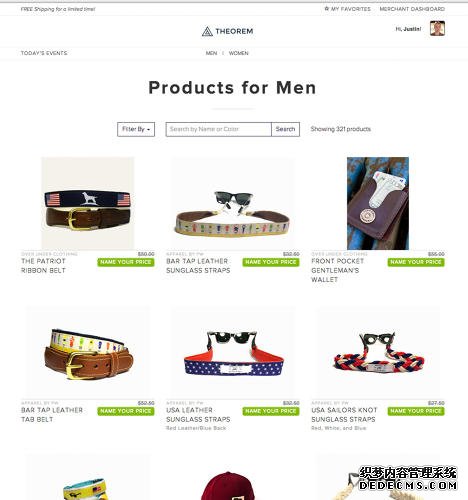 FREE Shipping for a limited time!
☆ MY FAVORITES MERCHANT DASHBOARD
THEOREM
Hi, Justin!
TODAY'S EVENTS
MEN | WOMEN
Products for Men
Filter By
Search by Name or Color
Search
Showing 321 products
OVER UNDER CLOTHING $50.00
THE PATRIOT RIBBON BELT
NAME YOUR PRICE
APPAREL BY PW $32.50
BAR TAP LEATHER SUNGLASS STRAPS
NAME YOUR PRICE
OVER UNDER CLOTHING $55.00
FRONT POCKET GENTLEMAN'S WALLET
NAME YOUR PRICE
APPAREL BY PW $52.50
BAR TAP LEATHER TAB BELT
NAME YOUR PRICE
APPAREL BY PW $32.50
USA LEATHER SUNGLASS STRAPS
Red Leather/Blue Back
NAME YOUR PRICE
APPAREL BY PW $27.50
USA SAILORS KNOT SUNGLASS STRAPS
Red, White, and Blue
NAME YOUR PRICE
织梦内容管理系统
DEDECMS.COM